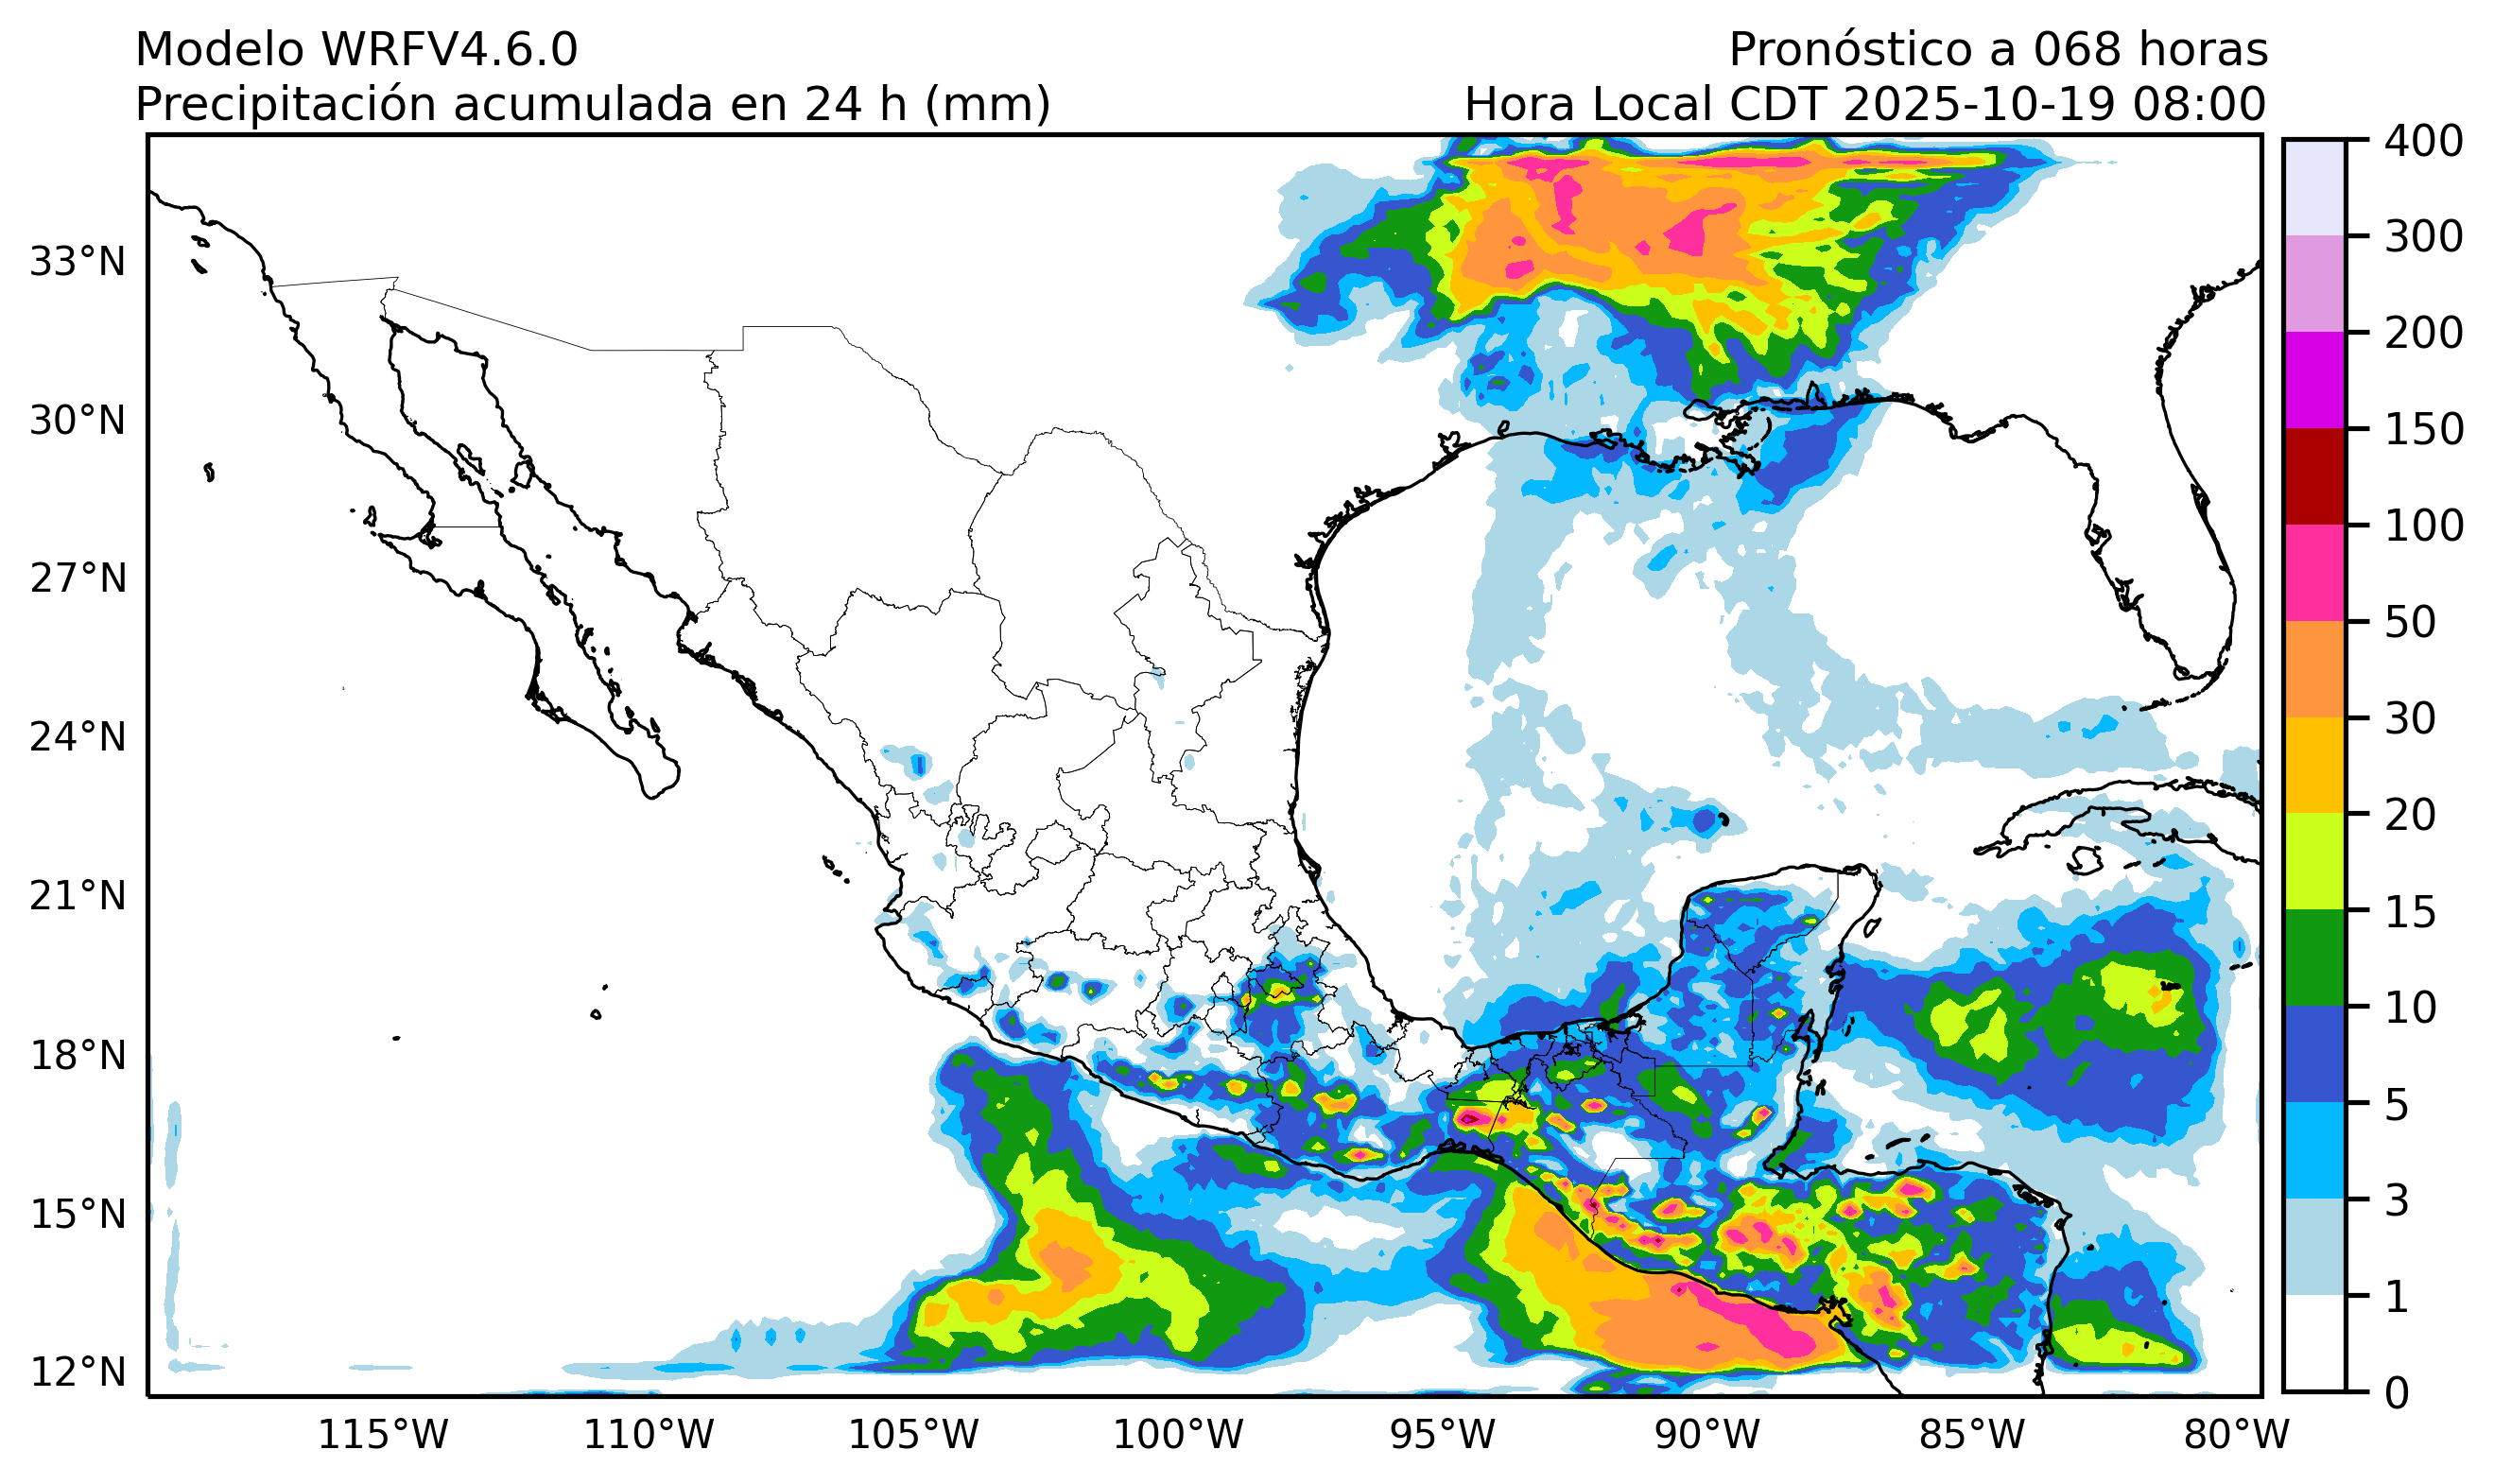 Modelo WRFV4.6.0
Pronóstico a 068 horas
Precipitación acumulada en 24 h (mm)
Hora Local CDT 2025-10-19 08:00
33°N
30°N
27°N
24°N
21°N
18°N
15°N
12°N
115°W
110°W
105°W
100°W
95°W
90°W
85°W
80°W
400
300
200
150
100
50
30
20
15
10
5
3
1
0